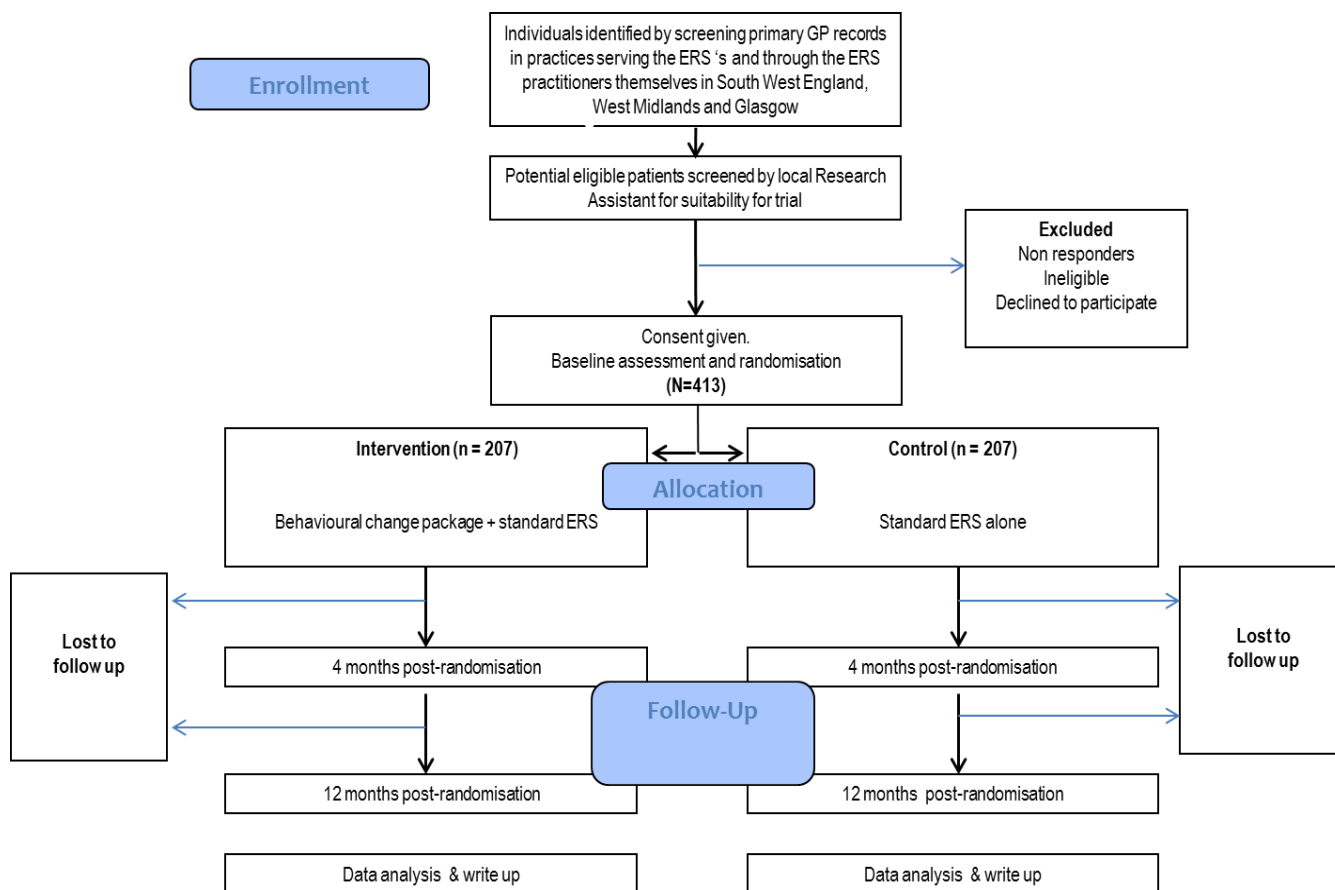 Individuals identified by screening primary GP records
in practices serving the ERS ‘s and through the ERS
practitioners themselves in South West England,
West Midlands and Glasgow
Enrollment
Potential eligible patients screened by local Research
Assistant for suitability for trial
Excluded
Non responders
Ineligible
Declined to participate
Consent given.
Baseline assessment and randomisation
(N=413)
Intervention (n = 207)
Behavioural change package + standard ERS
Control (n = 207)
Standard ERS alone
Allocation
Lost to
follow up
4 months post-randomisation
4 months post-randomisation
Lost to
follow up
Follow-Up
12 months post-randomisation
12 months post-randomisation
Data analysis & write up
Data analysis & write up